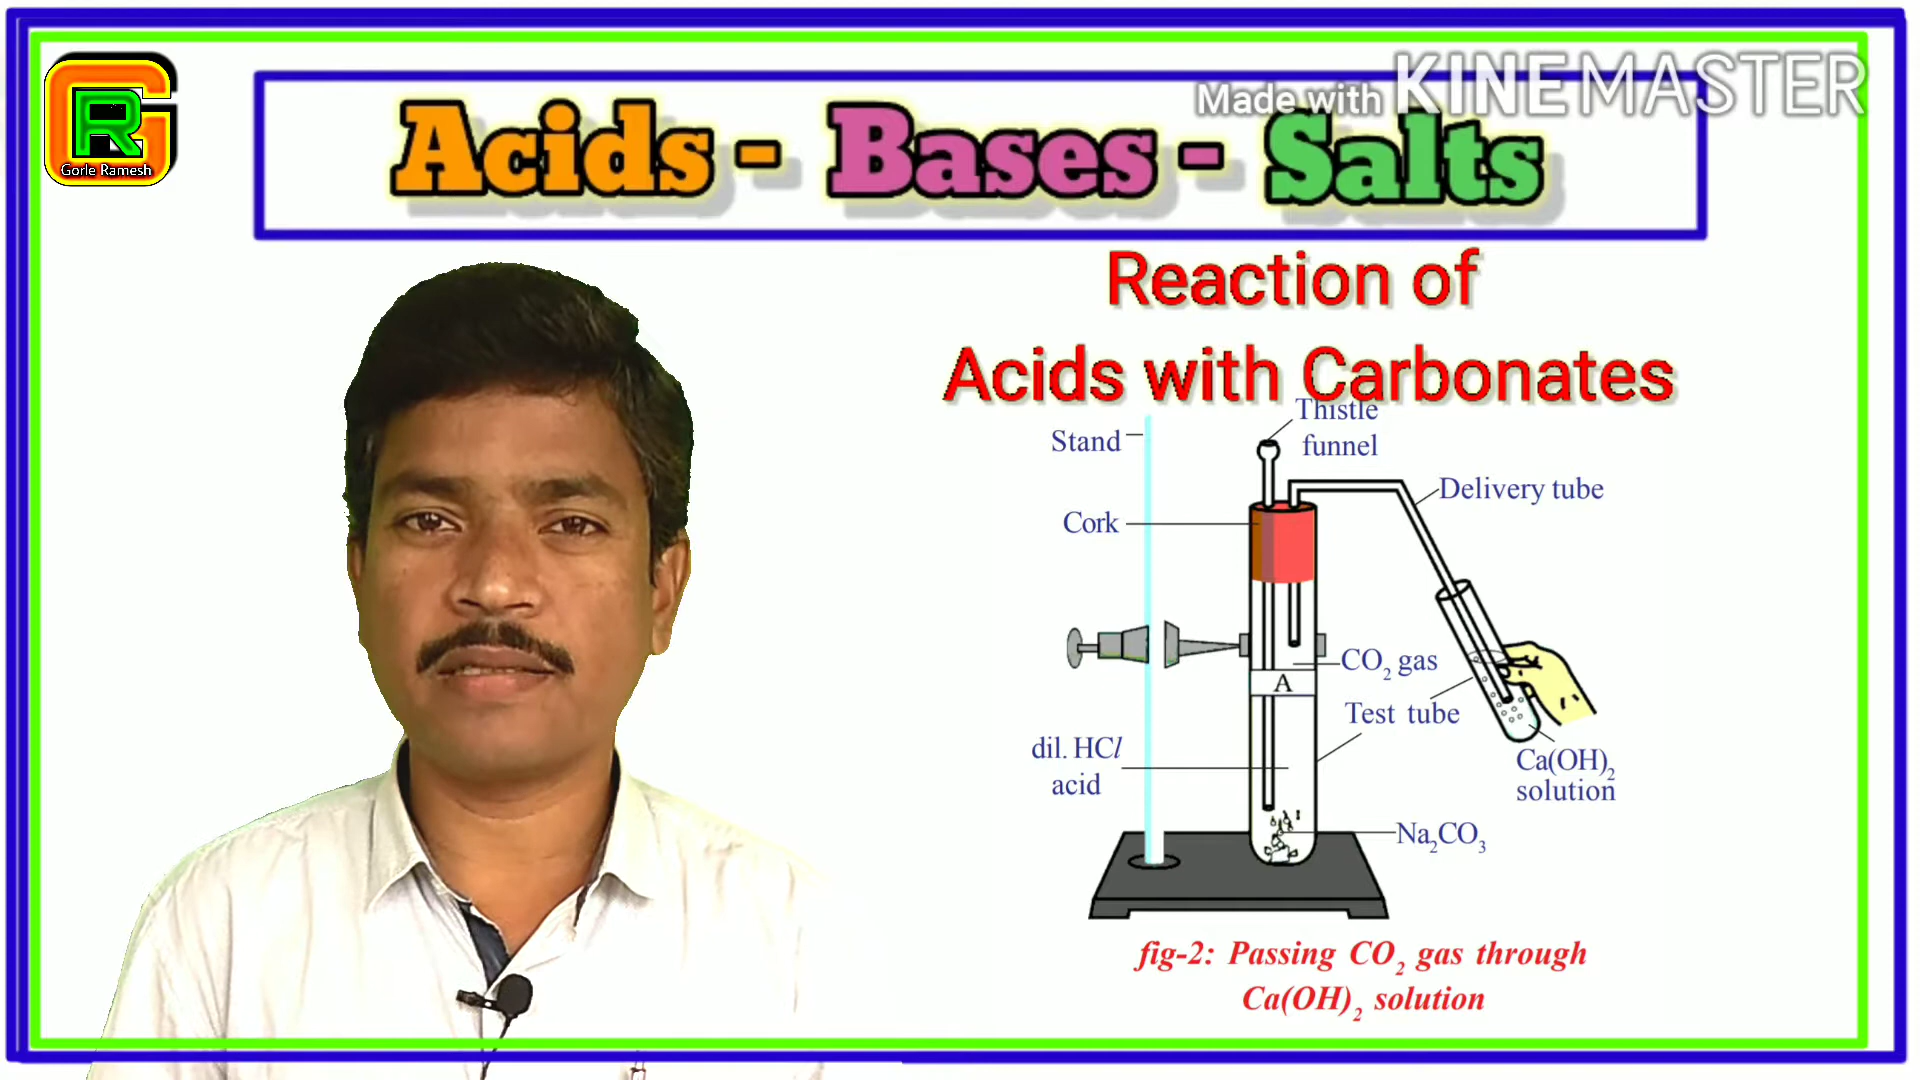 Made with KINEMASTER
GR
Gorle Ramesh
Acids - Bases - Salts
Reaction of
Acids with Carbonates
Thistle
funnel
Stand
Delivery tube
Cork
CO₂ gas
A
Test tube
dil. HCl
acid
Ca(OH)₂
solution
Na₂CO₃
fig-2: Passing CO₂ gas through
Ca(OH)₂ solution